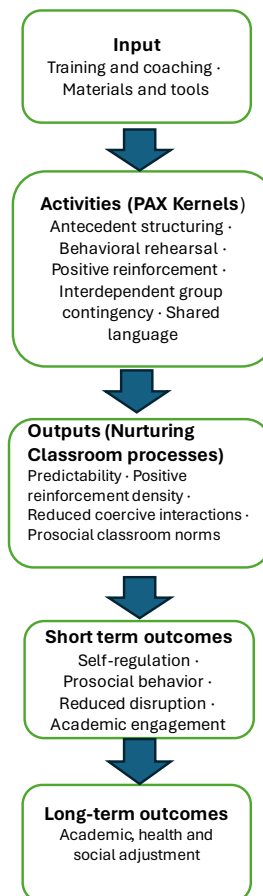 Input
Training and coaching ·
Materials and tools
Activities (PAX Kernels)
Antecedent structuring ·
Behavioral rehearsal ·
Positive reinforcement ·
Interdependent group
contingency · Shared
language
Outputs (Nurturing
Classroom processes)
Predictability · Positive
reinforcement density ·
Reduced coercive interactions ·
Prosocial classroom norms
Short term outcomes
Self-regulation ·
Prosocial behavior ·
Reduced disruption ·
Academic engagement
Long-term outcomes
Academic, health and
social adjustment